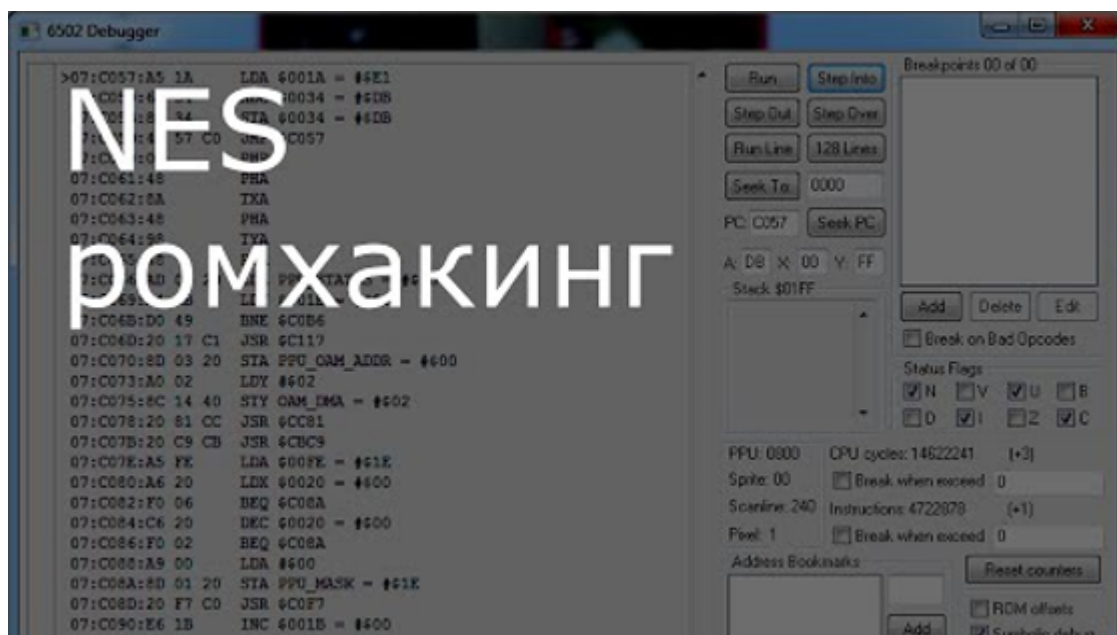 6502 Debugger
>07:C057:A5 1A LDA $001A = #$E1
$0034 = #$DB
STA $0034 = #$DB
57 C0 $C057
NES
07:C061:48 PHA
07:C062:8A TXA
07:C063:48 PHA
TYA
ромхакинг
07:C06B:D0 49 BNE $C0B6
07:C06D:20 17 C1 JSR $C117
07:C070:8D 03 20 STA PPU_OAM_ADDR = #$00
07:C073:A0 02 LDY #$02
07:C075:8C 14 40 STY OAM_DMA = #$02
07:C078:20 81 CC JSR $CC81
07:C07B:20 C9 CB JSR $CBC9
07:C07E:A5 FE LDA $00FE = #$1E
07:C080:A6 20 LDX $0020 = #$00
07:C082:F0 06 BEQ $C08A
07:C084:C6 20 DEC $0020 = #$00
07:C086:F0 02 BEQ $C08A
07:C088:A9 00 LDA #$00
07:C08A:8D 01 20 STA PPU_MASK = #$1E
07:C08D:20 F7 C0 JSR $C0F7
07:C090:E6 1B INC $001B = #$00
Run Step Into
Step Out Step Over
Run Line 128 Lines
Seek To: 0000
PC: C057 Seek PC
A: DB X: 00 Y: FF
Stack $01FF
Breakpoints 00 of 00
Add Delete Edit
Break on Bad Opcodes
Status Flags
N V U B
D I Z C
PPU: 0800 CPU cycles: 14622241 (+3)
Sprite: 00 Break when exceed 0
Scanline: 240 Instructions: 4722878 (+1)
Pixel: 1 Break when exceed 0
Address Bookmarks
Reset counters
ROM offsets
Add
Symbolic debug